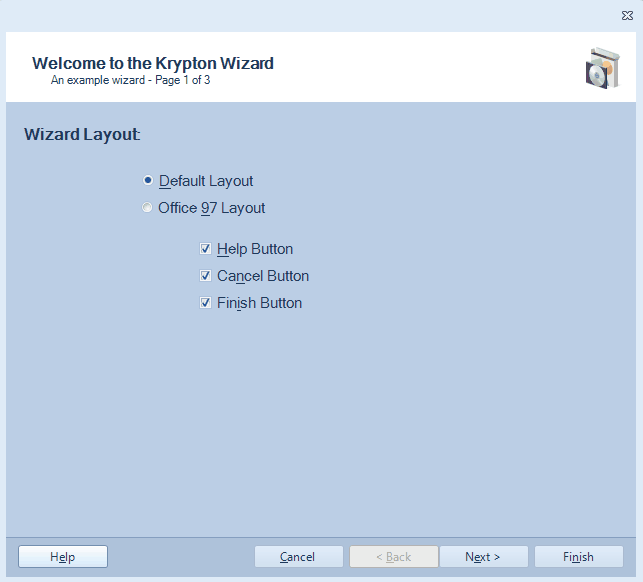 Welcome to the Krypton Wizard
An example wizard - Page 1 of 3
Wizard Layout:
Default Layout
Office 97 Layout
Help Button
Cancel Button
Finish Button
Help Cancel < Back Next > Finish